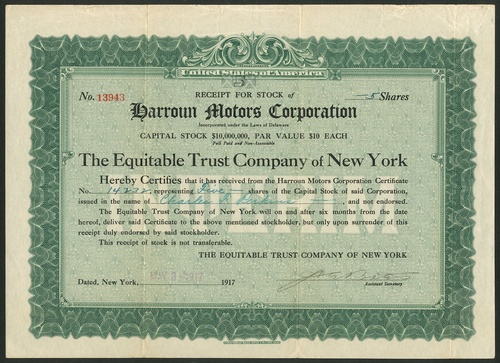 United States of America
No. 13943
RECEIPT FOR STOCK of
5 Shares
Harroun Motors Corporation
Incorporated under the Laws of Delaware
CAPITAL STOCK $10,000,000, PAR VALUE $10 EACH
Full Paid and Non-Assessable
The Equitable Trust Company of New York
Hereby Certifies that it has received from the Harroun Motors Corporation Certificate
No. 14232, representing Five shares of the Capital Stock of said Corporation,
issued in the name of Charles, and not endorsed.
The Equitable Trust Company of New York will on and after six months from the date
hereof, deliver said Certificate to the above mentioned stockholder, but only upon surrender of this
receipt duly endorsed by said stockholder.
This receipt of stock is not transferable.
THE EQUITABLE TRUST COMPANY OF NEW YORK
Dated, New York, 1917
Assistant Secretary